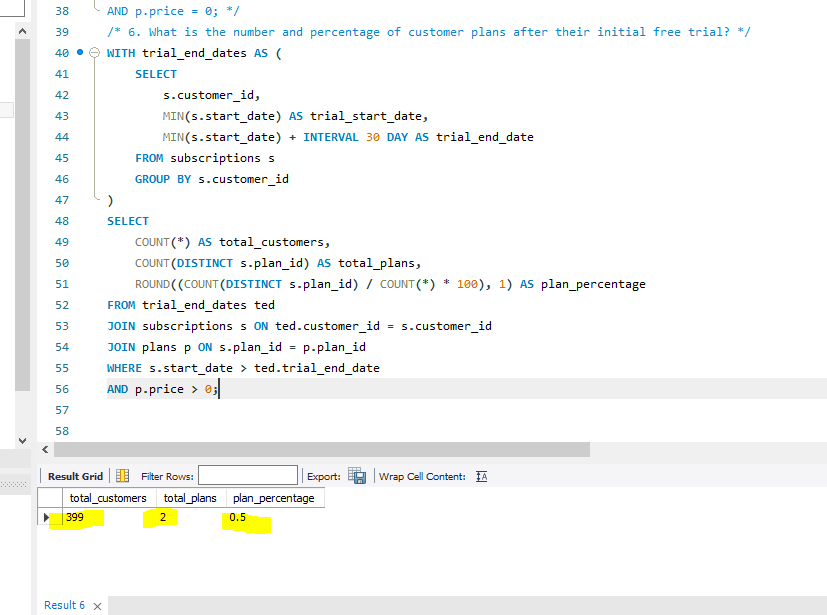 38 AND p.price = 0; */
39 /* 6. What is the number and percentage of customer plans after their initial free trial? */
40 WITH trial_end_dates AS (
41 SELECT
42 s.customer_id,
43 MIN(s.start_date) AS trial_start_date,
44 MIN(s.start_date) + INTERVAL 30 DAY AS trial_end_date
45 FROM subscriptions s
46 GROUP BY s.customer_id
47 )
48 SELECT
49 COUNT(*) AS total_customers,
50 COUNT(DISTINCT s.plan_id) AS total_plans,
51 ROUND((COUNT(DISTINCT s.plan_id) / COUNT(*) * 100), 1) AS plan_percentage
52 FROM trial_end_dates ted
53 JOIN subscriptions s ON ted.customer_id = s.customer_id
54 JOIN plans p ON s.plan_id = p.plan_id
55 WHERE s.start_date > ted.trial_end_date
56 AND p.price > 0;
57
58
Result Grid Filter Rows: Export: Wrap Cell Content:
total_customers total_plans plan_percentage
399 2 0.5
Result 6